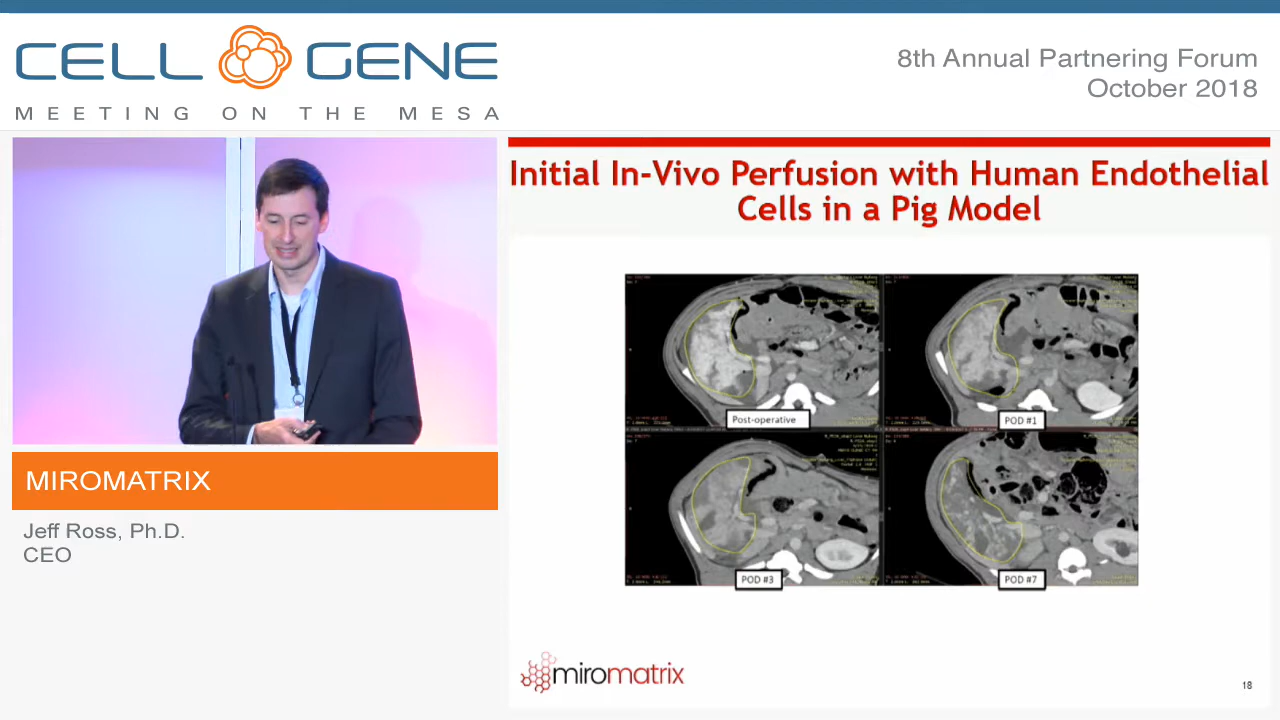 CELL GENE
MEETING ON THE MESA
8th Annual Partnering Forum
October 2018
Initial In-Vivo Perfusion with Human Endothelial
Cells in a Pig Model
Post-operative
POD #1
POD #3
POD #7
MIROMATRIX
Jeff Ross, Ph.D.
CEO
miromatrix
18